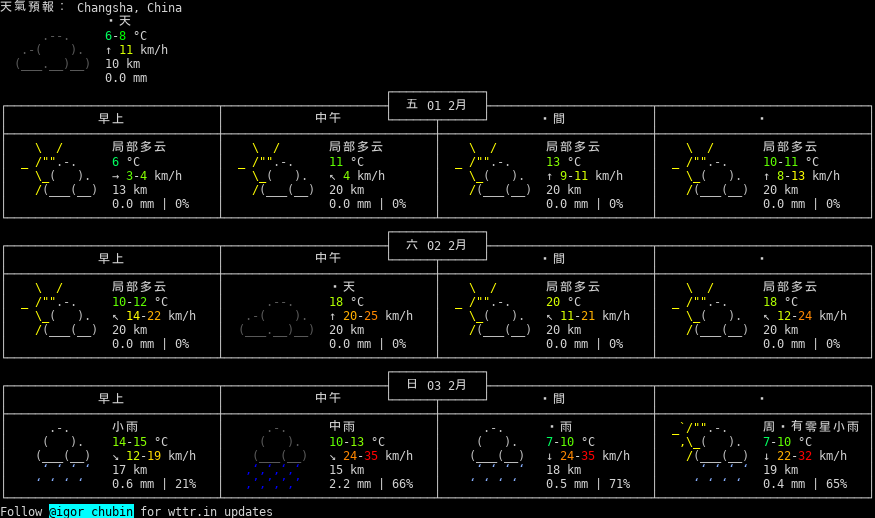 天氣預報： Changsha, China
・天
6-8 °C
↑ 11 km/h
10 km
0.0 mm
五 01 2月
早上 中午 ・間 ・
局部多云 局部多云 局部多云 局部多云
6 °C 11 °C 13 °C 10-11 °C
→ 3-4 km/h ↖ 4 km/h ↑ 9-11 km/h ↑ 8-13 km/h
13 km 20 km 20 km 20 km
0.0 mm | 0% 0.0 mm | 0% 0.0 mm | 0% 0.0 mm | 0%
六 02 2月
早上 中午 ・間 ・
局部多云 ・天 局部多云 局部多云
10-12 °C 18 °C 20 °C 18 °C
↖ 14-22 km/h ↑ 20-25 km/h ↖ 11-21 km/h ↖ 12-24 km/h
20 km 20 km 20 km 20 km
0.0 mm | 0% 0.0 mm | 0% 0.0 mm | 0% 0.0 mm | 0%
日 03 2月
早上 中午 ・間 ・
小雨 中雨 ・雨 周・有零星小雨
14-15 °C 10-13 °C 7-10 °C 7-10 °C
↘ 12-19 km/h ↘ 24-35 km/h ↓ 24-35 km/h ↓ 22-32 km/h
17 km 15 km 18 km 19 km
0.6 mm | 21% 2.2 mm | 66% 0.5 mm | 71% 0.4 mm | 65%
Follow @igor_chubin for wttr.in updates